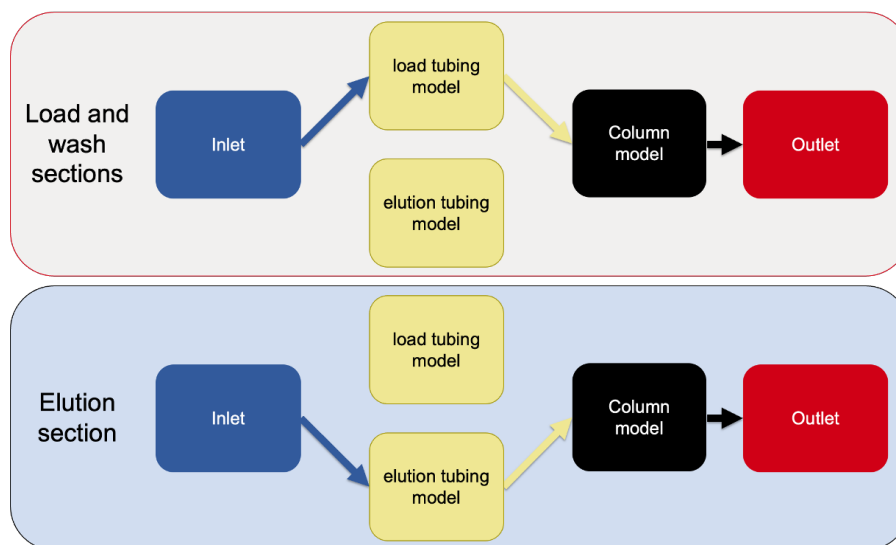 Load and
wash
sections
Inlet
load tubing
model
elution tubing
model
Column
model
Outlet
Elution
section
Inlet
load tubing
model
elution tubing
model
Column
model
Outlet